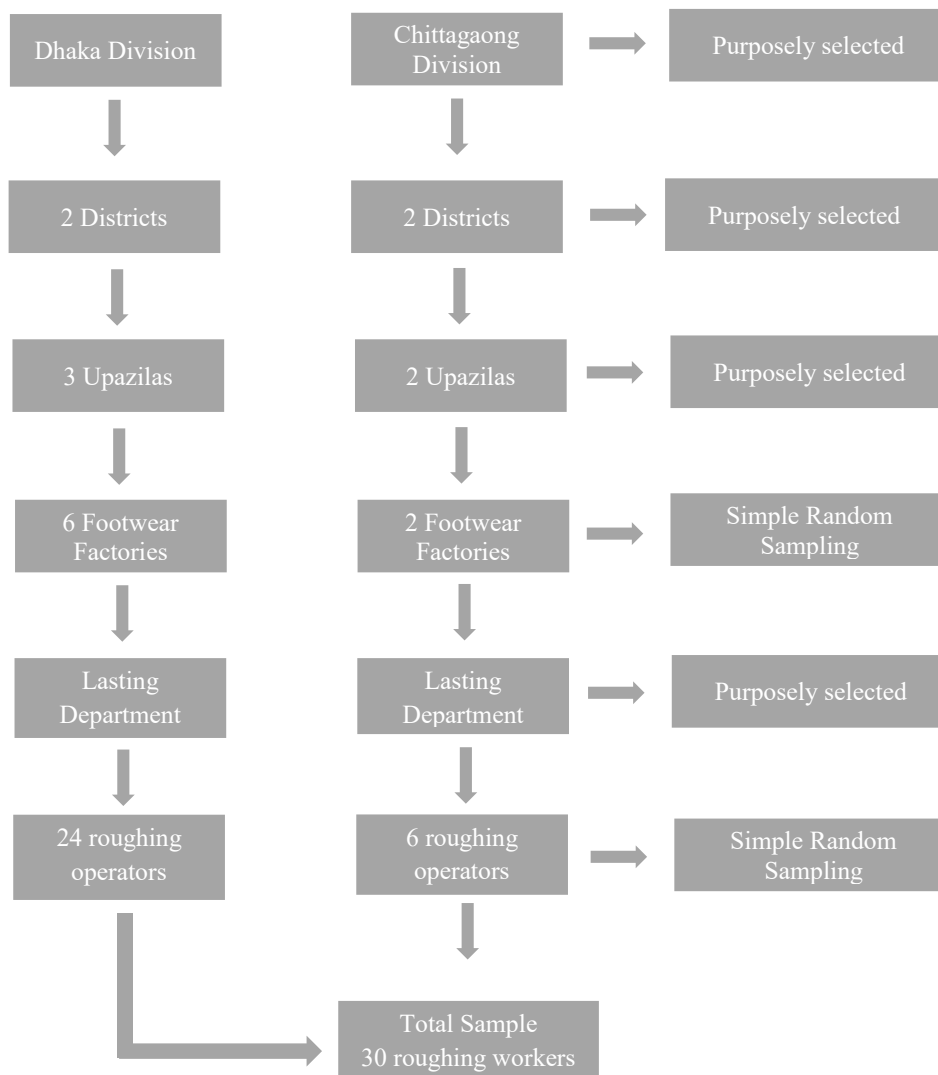 Dhaka Division
Chittagaong
Division
Purposely selected
2 Districts
2 Districts
Purposely selected
3 Upazilas
2 Upazilas
Purposely selected
6 Footwear
Factories
2 Footwear
Factories
Simple Random
Sampling
Lasting
Department
Lasting
Department
Purposely selected
24 roughing
operators
6 roughing
operators
Simple Random
Sampling
Total Sample
30 roughing workers